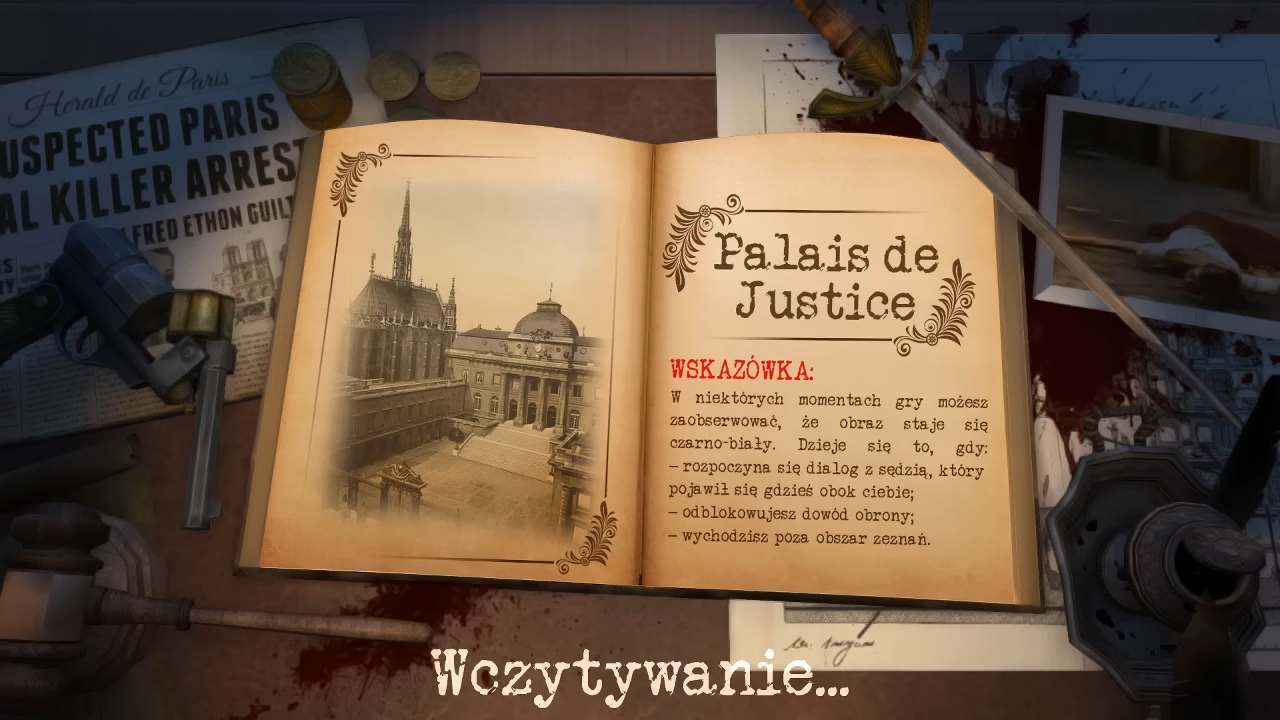 Herald de Paris
USPECTED PARIS
AL KILLER ARREST
FRED ETHON GUILT
Palais de
Justice
WSKAZÓWKA:
W niektórych momentach gry możesz
zaobserwować, że obraz staje się
czarno-biały. Dzieje się to, gdy:
– rozpoczyna się dialog z sędzią, który
pojawił się gdzieś obok ciebie;
– odblokowujesz dowód obrony;
– wychodzisz poza obszar zeznań.
Wczytywanie...